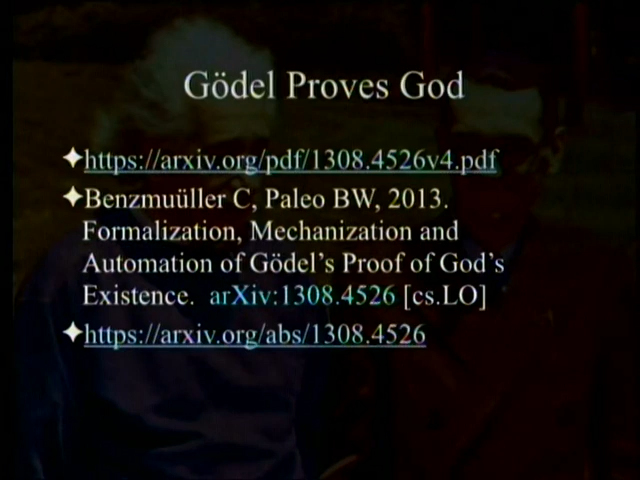 Gödel Proves God
✦https://arxiv.org/pdf/1308.4526v4.pdf
✦Benzmuüller C, Paleo BW, 2013.
Formalization, Mechanization and
Automation of Gödel’s Proof of God’s
Existence. arXiv:1308.4526 [cs.LO]
✦https://arxiv.org/abs/1308.4526